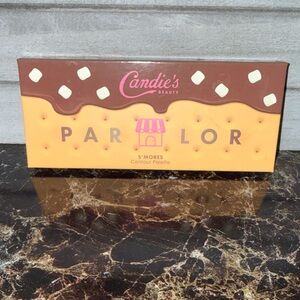 Candie's
BEAUTY
PAR LOR
S'MORES
Contour Palette